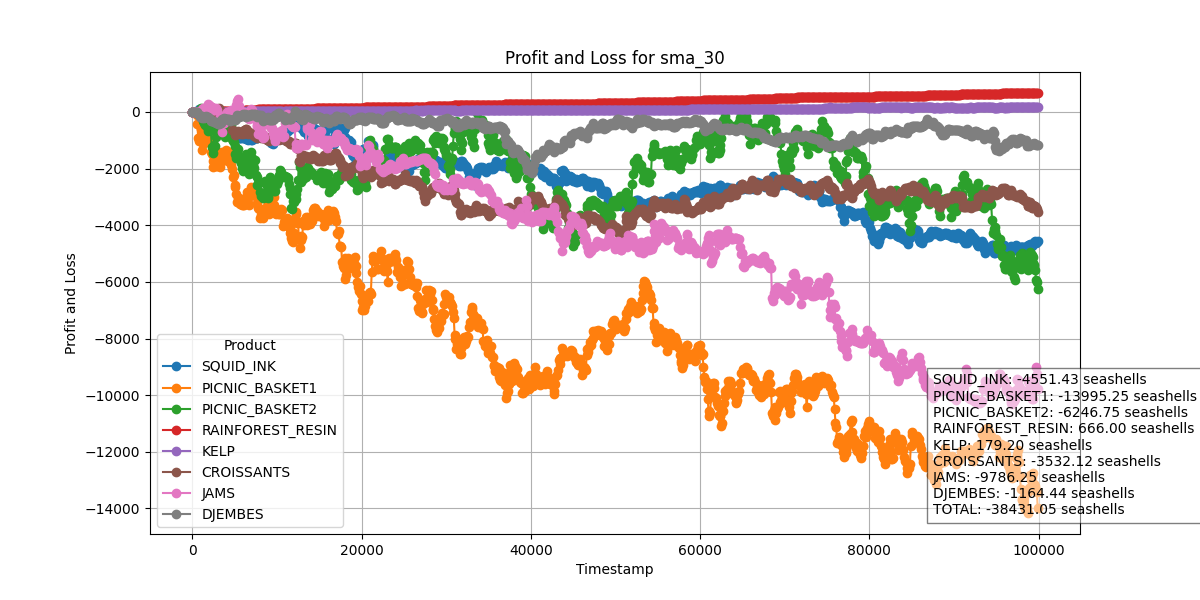 Profit and Loss for sma_30
Profit and Loss
0
−2000
−4000
−6000
−8000
−10000
−12000
−14000
Product
SQUID_INK
PICNIC_BASKET1
PICNIC_BASKET2
RAINFOREST_RESIN
KELP
CROISSANTS
JAMS
DJEMBES
SQUID_INK: -4551.43 seashells
PICNIC_BASKET1: -13995.25 seashells
PICNIC_BASKET2: -6246.75 seashells
RAINFOREST_RESIN: 666.00 seashells
KELP: 179.20 seashells
CROISSANTS: -3532.12 seashells
JAMS: -9786.25 seashells
DJEMBES: -1164.44 seashells
TOTAL: -38431.05 seashells
0 20000 40000 60000 80000 100000
Timestamp